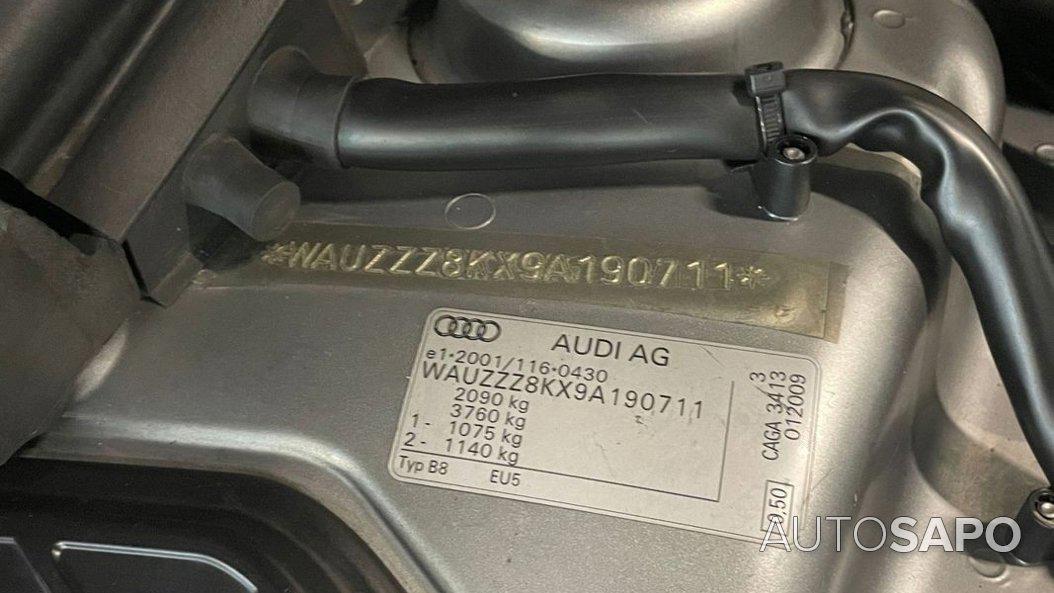 *WAUZZZ8KX9A190711*
AUDI AG
e1*2001/116*0430
WAUZZZ8KX9A190711
2090 kg
3760 kg
1 - 1075 kg
2 - 1140 kg
Typ B8 EU5
3
CAGA 3413/
012009
0.50
AUTOSAPO